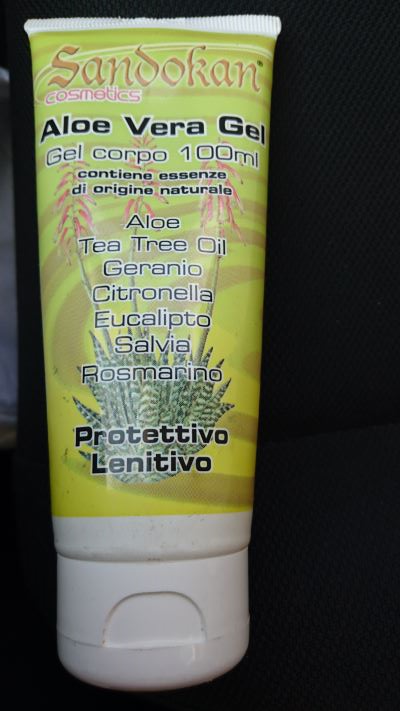 Sandokan®
cosmetics
Aloe Vera Gel
Gel corpo 100ml
contiene essenze
di origine naturale
Aloe
Tea Tree Oil
Geranio
Citronella
Eucalipto
Salvia
Rosmarino
Protettivo
Lenitivo